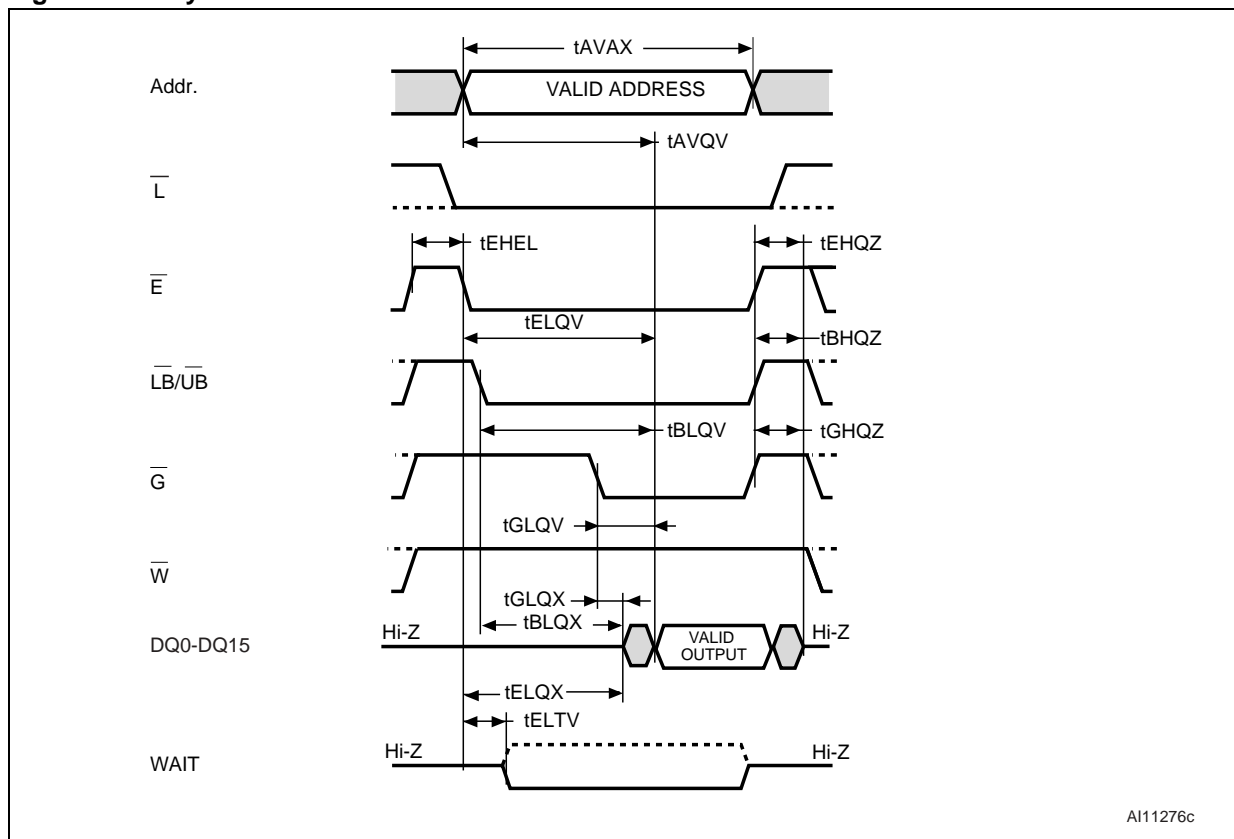 tAVAX
Addr.
VALID ADDRESS
tAVQV
L
tEHEL
tEHQZ
E
tELQV
tBHQZ
LB/UB
tBLQV
tGHQZ
G
tGLQV
W
tGLQX
tBLQX
DQ0-DQ15
Hi-Z
VALID
OUTPUT
Hi-Z
tELQX
tELTV
WAIT
Hi-Z
Hi-Z
AI11276c